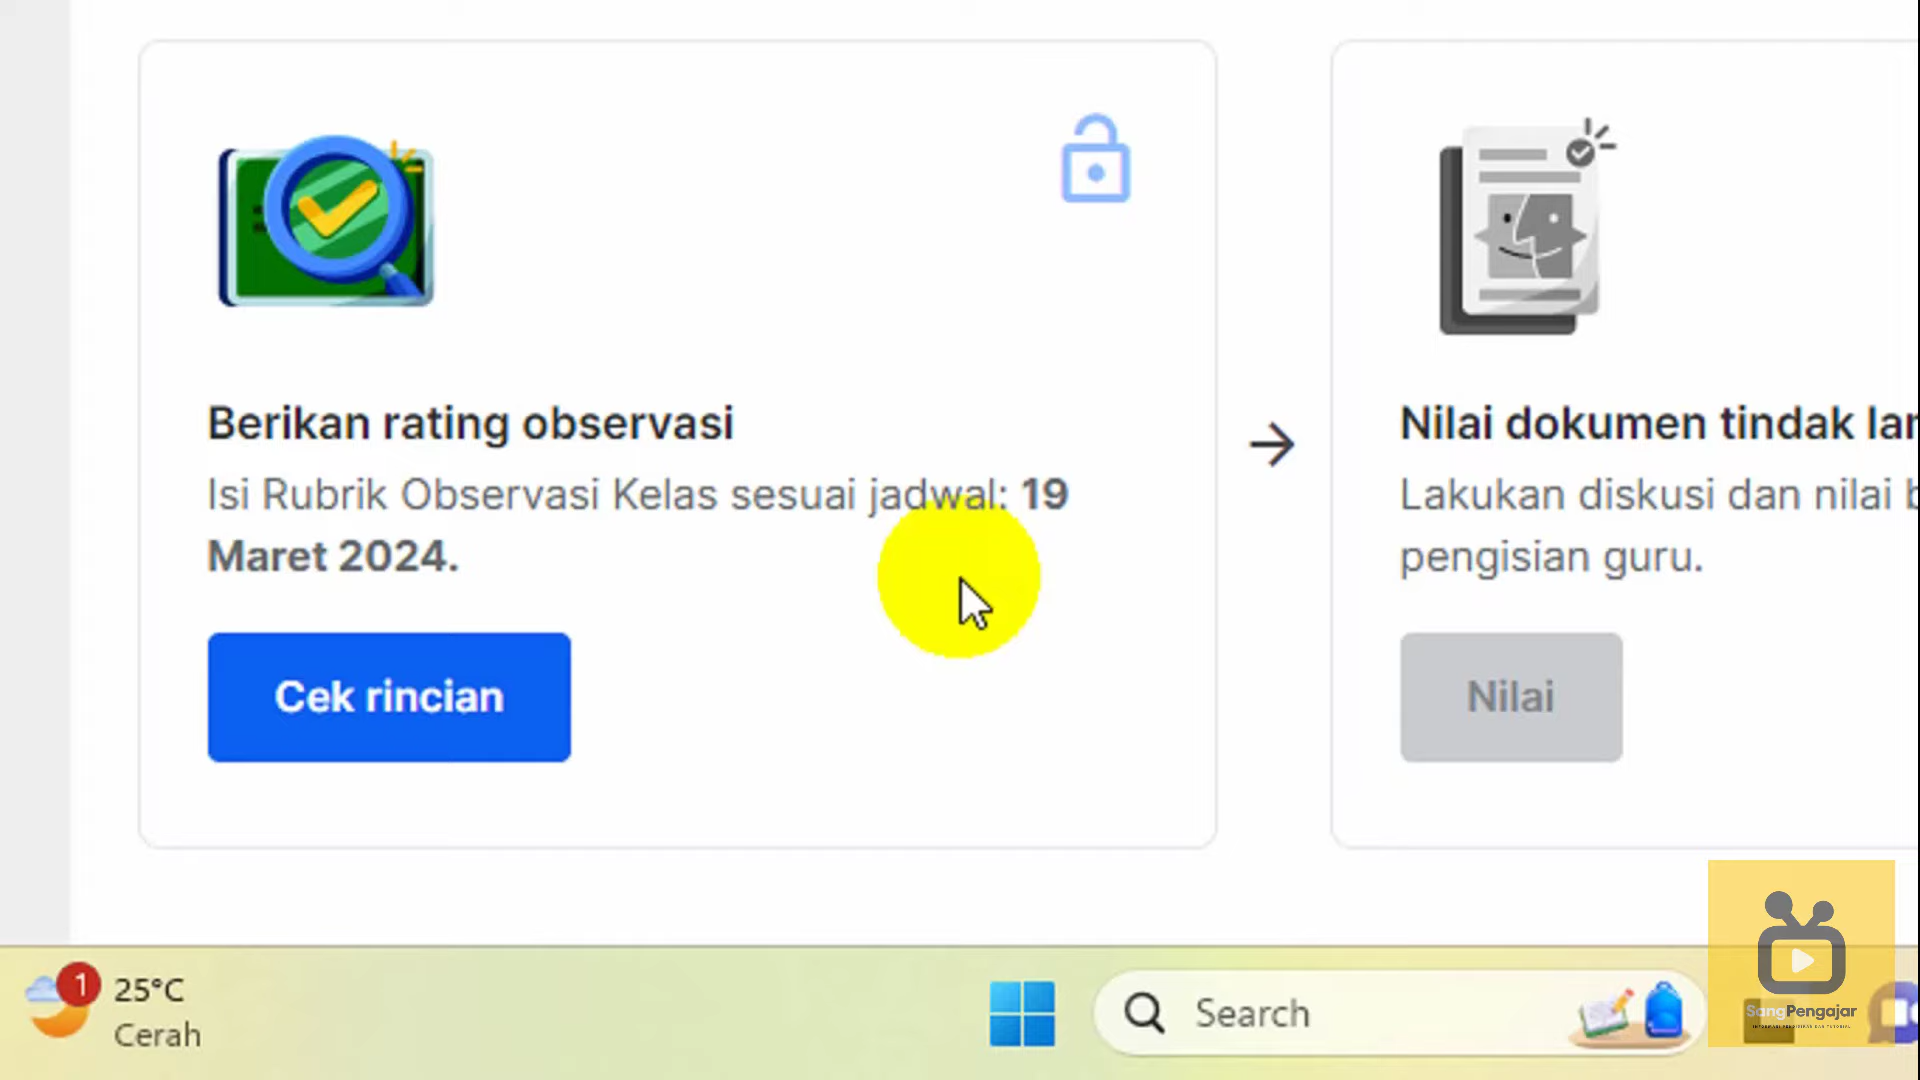 Berikan rating observasi
Isi Rubrik Observasi Kelas sesuai jadwal: 19
Maret 2024.
Cek rincian
Nilai dokumen tindak lan
Lakukan diskusi dan nilai b
pengisian guru.
Nilai
1
25°C
Cerah
Search
SangPengajar